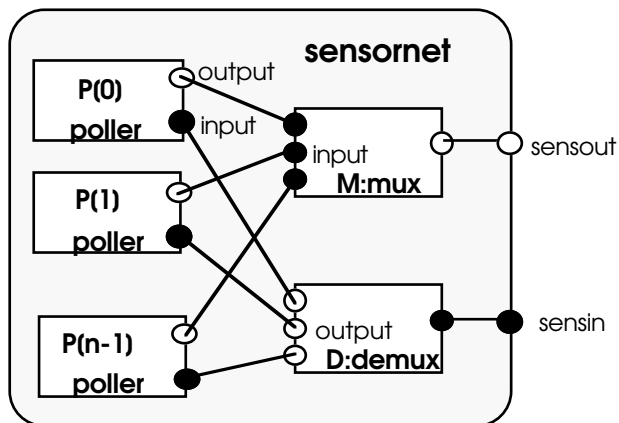 sensornet
P(0)
poller
output
input
P(1)
poller
P(n-1)
poller
input
M:mux
sensout
output
D:demux
sensin